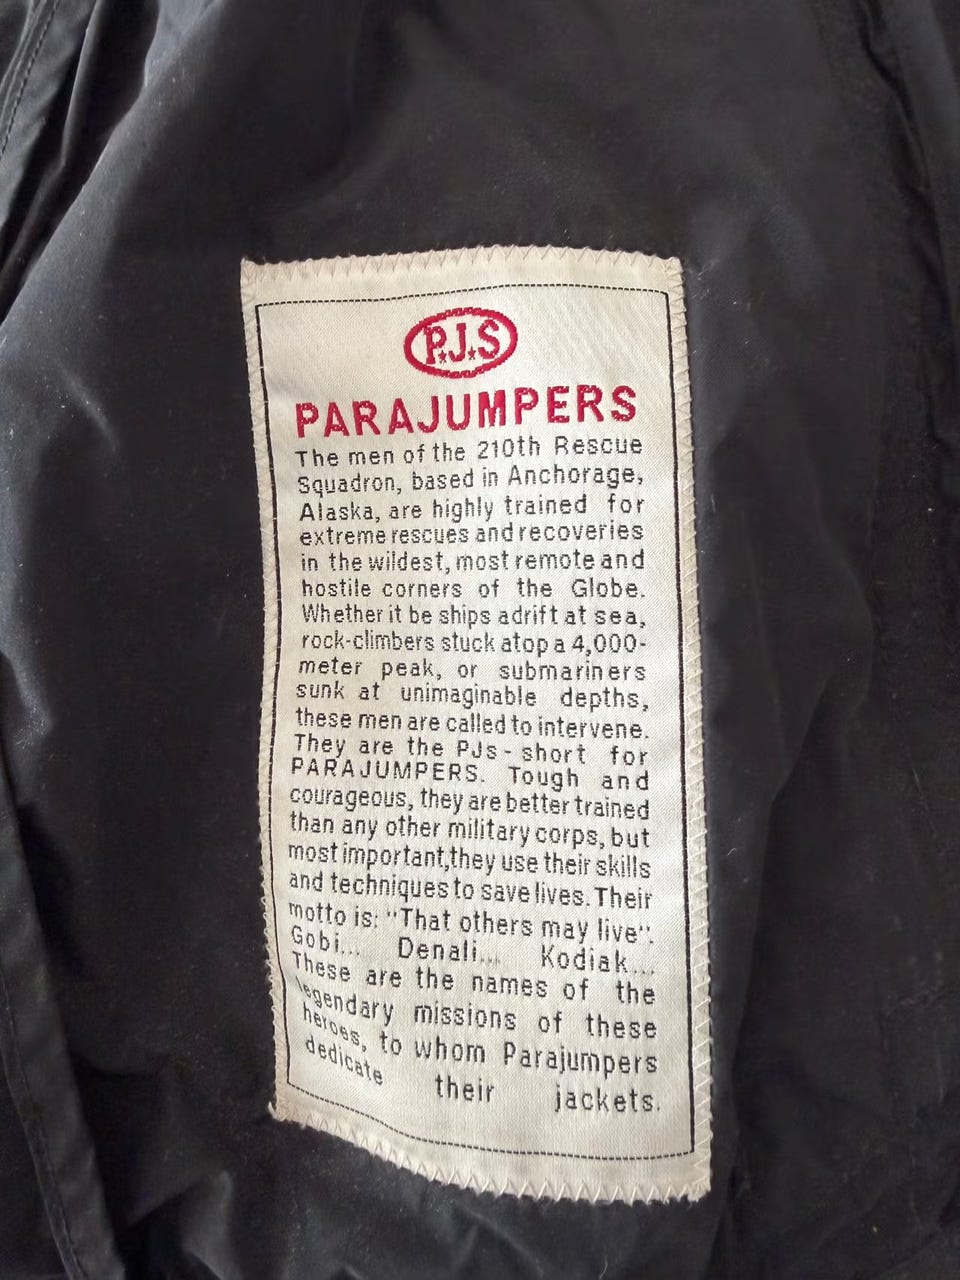 P.J.S
PARAJUMPERS
The men of the 210th Rescue
Squadron, based in Anchorage,
Alaska, are highly trained for
extreme rescues and recoveries
in the wildest, most remote and
hostile corners of the Globe.
Whether it be ships adrift at sea,
rock-climbers stuck atop a 4,000-
meter peak, or submariners
sunk at unimaginable depths,
these men are called to intervene.
They are the PJs - short for
PARAJUMPERS. Tough and
courageous, they are better trained
than any other military corps, but
most important,they use their skills
and techniques to save lives. Their
motto is: "That others may live".
Gobi... Denali... Kodiak...
These are the names of the
legendary missions of these
heroes, to whom Parajumpers
dedicate their jackets.